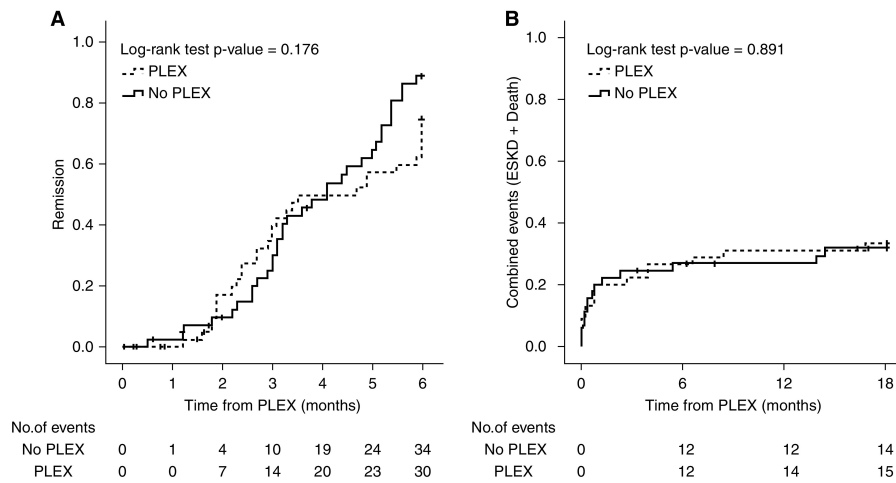 A
Log-rank test p-value = 0.176
PLEX
No PLEX
Remission
1.0
0.8
0.6
0.4
0.2
0.0
0 1 2 3 4 5 6
Time from PLEX (months)
No.of events
No PLEX 0 1 4 10 19 24 34
PLEX 0 0 7 14 20 23 30
B
Log-rank test p-value = 0.891
PLEX
No PLEX
Combined events (ESKD + Death)
1.0
0.8
0.6
0.4
0.2
0.0
0 6 12 18
Time from PLEX (months)
No.of events
No PLEX 0 12 12 14
PLEX 0 12 14 15